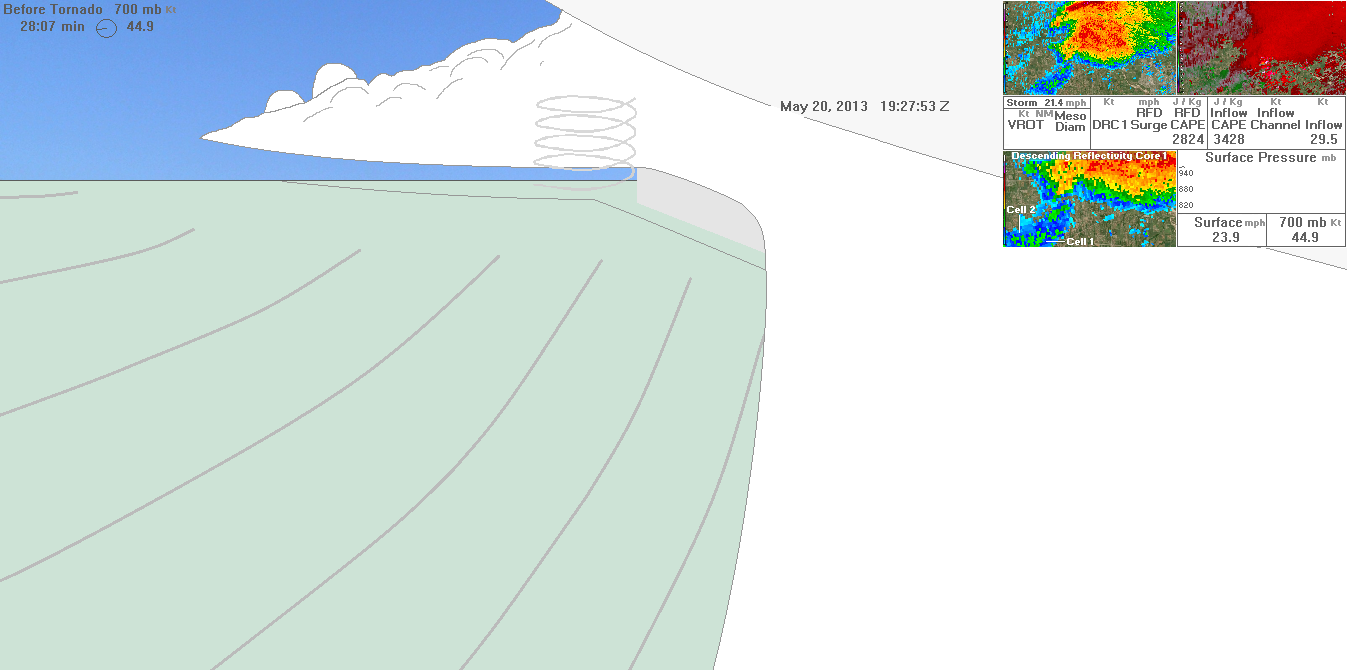 Before Tornado 700 mb Kt
28:07 min 44.9
May 20, 2013 19:27:53 Z
Storm 21.4 mph
Kt NM
VROT Meso Diam
Kt mph J / Kg
RFD RFD
DRC1 Surge CAPE
2824
J / Kg Kt Kt
Inflow Inflow
CAPE Channel Inflow
3428 29.5
Descending Reflectivity Core 1
Cell 2
Cell 1
Surface Pressure mb
940
880
820
Surface mph 700 mb Kt
23.9 44.9